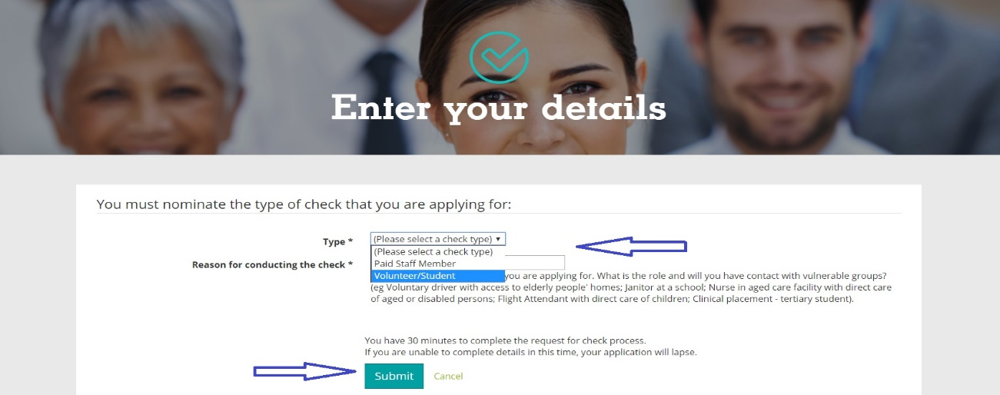 Enter your details
You must nominate the type of check that you are applying for:
Type * (Please select a check type)
(Please select a check type)
Paid Staff Member
Reason for conducting the check *
Volunteer/Student you are applying for. What is the role and will you have contact with vulnerable groups?
(eg Voluntary driver with access to elderly people' homes; Janitor at a school; Nurse in aged care facility with direct care
of aged or disabled persons; Flight Attendant with direct care of children; Clinical placement - tertiary student).
You have 30 minutes to complete the request for check process.
If you are unable to complete details in this time, your application will lapse.
Submit Cancel